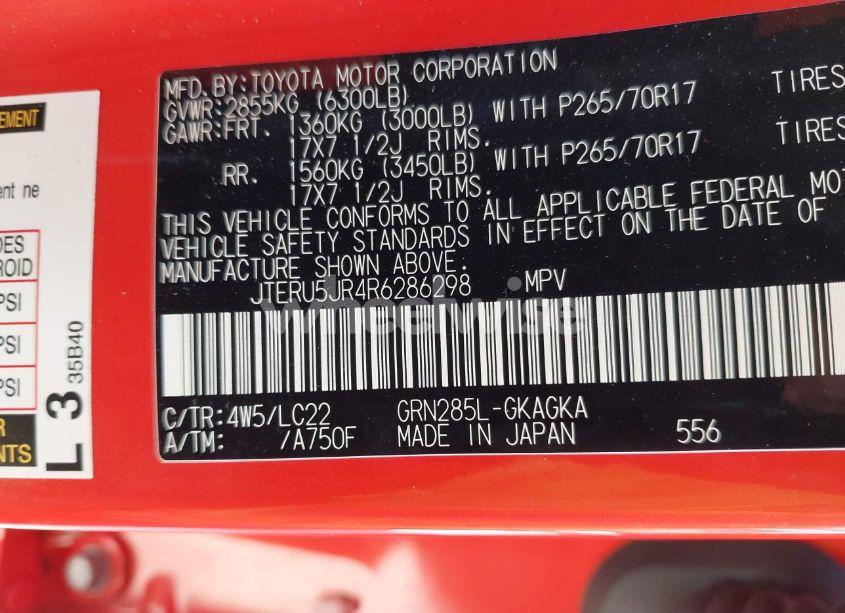 MFD.BY:TOYOTA MOTOR CORPORATION
GVWR:2855KG (6300LB)
GAWR:FRT. 1360KG (3000LB) WITH P265/70R17 TIRES
17X7 1/2J RIMS.
RR. 1560KG (3450LB) WITH P265/70R17 TIRES
17X7 1/2J RIMS.
THIS VEHICLE CONFORMS TO ALL APPLICABLE FEDERAL MOT
VEHICLE SAFETY STANDARDS IN EFFECT ON THE DATE OF
MANUFACTURE SHOWN ABOVE.
JTERU5JR4R6286298 MPV
wheelwise
C/TR:4W5/LC22 GRN285L-GKAGKA
A/TM: /A750F MADE IN JAPAN 556
EMENT
ent ne
DES
ROID
PSI
PSI
PSI
R
NTS
L 3 35B40